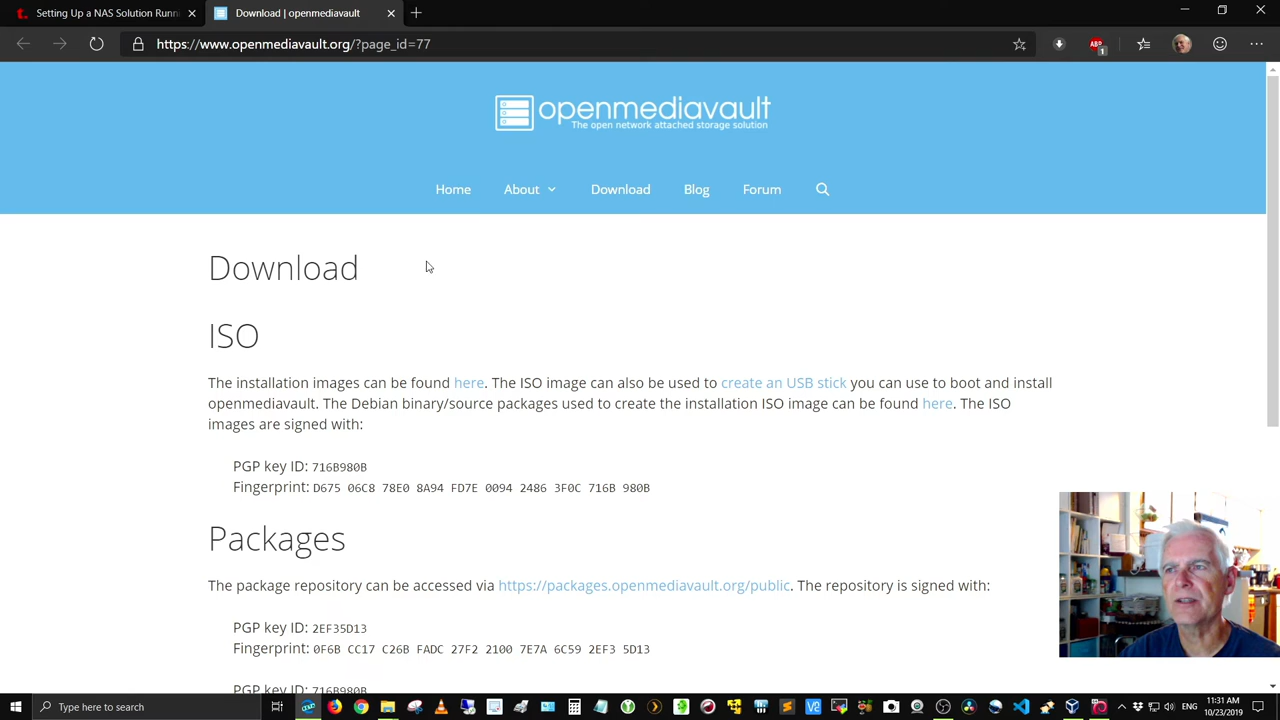 Setting Up a NAS Solution Runn
Download | openmediavault
https://www.openmediavault.org/?page_id=77
ABP
1
openmediavault
The open network attached storage solution
Home About Download Blog Forum
Download
ISO
The installation images can be found here. The ISO image can also be used to create an USB stick you can use to boot and install
openmediavault. The Debian binary/source packages used to create the installation ISO image can be found here. The ISO
images are signed with:
PGP key ID: 716B980B
Fingerprint: D675 06C8 78E0 8A94 FD7E 0094 2486 3F0C 716B 980B
Packages
The package repository can be accessed via https://packages.openmediavault.org/public. The repository is signed with:
PGP key ID: 2EF35D13
Fingerprint: 0F6B CC17 C26B FADC 27F2 2100 7E7A 6C59 2EF3 5D13
PGP key ID: 716B980B
Type here to search
11:31 AM
10/23/2019